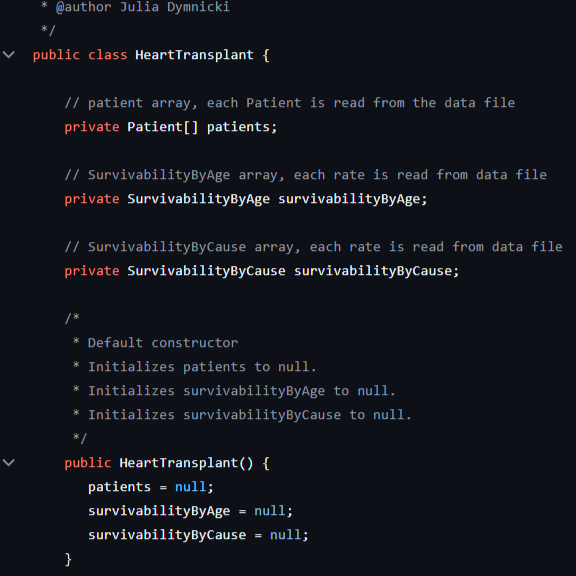 * @author Julia Dymnicki
*/
public class HeartTransplant {
// patient array, each Patient is read from the data file
private Patient[] patients;
// SurvivabilityByAge array, each rate is read from data file
private SurvivabilityByAge survivabilityByAge;
// SurvivabilityByCause array, each rate is read from data file
private SurvivabilityByCause survivabilityByCause;
/*
* Default constructor
* Initializes patients to null.
* Initializes survivabilityByAge to null.
* Initializes survivabilityByCause to null.
*/
public HeartTransplant() {
patients = null;
survivabilityByAge = null;
survivabilityByCause = null;
}